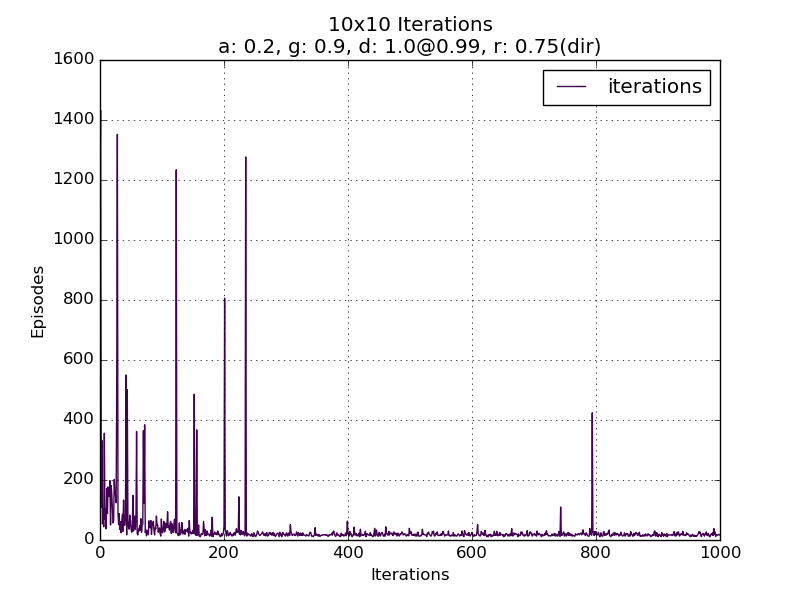 10x10 Iterations
a: 0.2, g: 0.9, d: 1.0@0.99, r: 0.75(dir)
iterations
1600
1400
1200
1000
800
600
400
200
0
Episodes
0 200 400 600 800 1000
Iterations